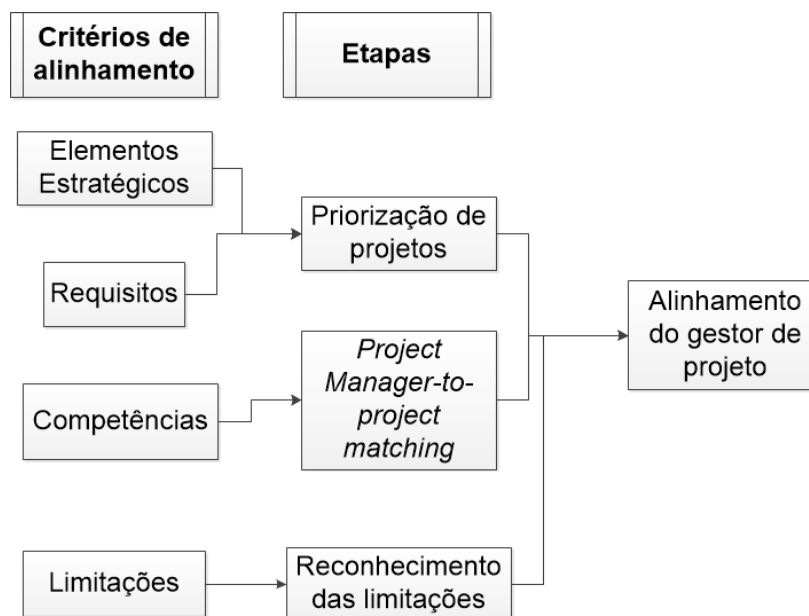 Critérios de
alinhamento
Etapas
Elementos
Estratégicos
Priorização de
projetos
Requisitos
Alinhamento
do gestor de
projeto
Project
Manager-to-
project
matching
Competências
Limitações
Reconhecimento
das limitações